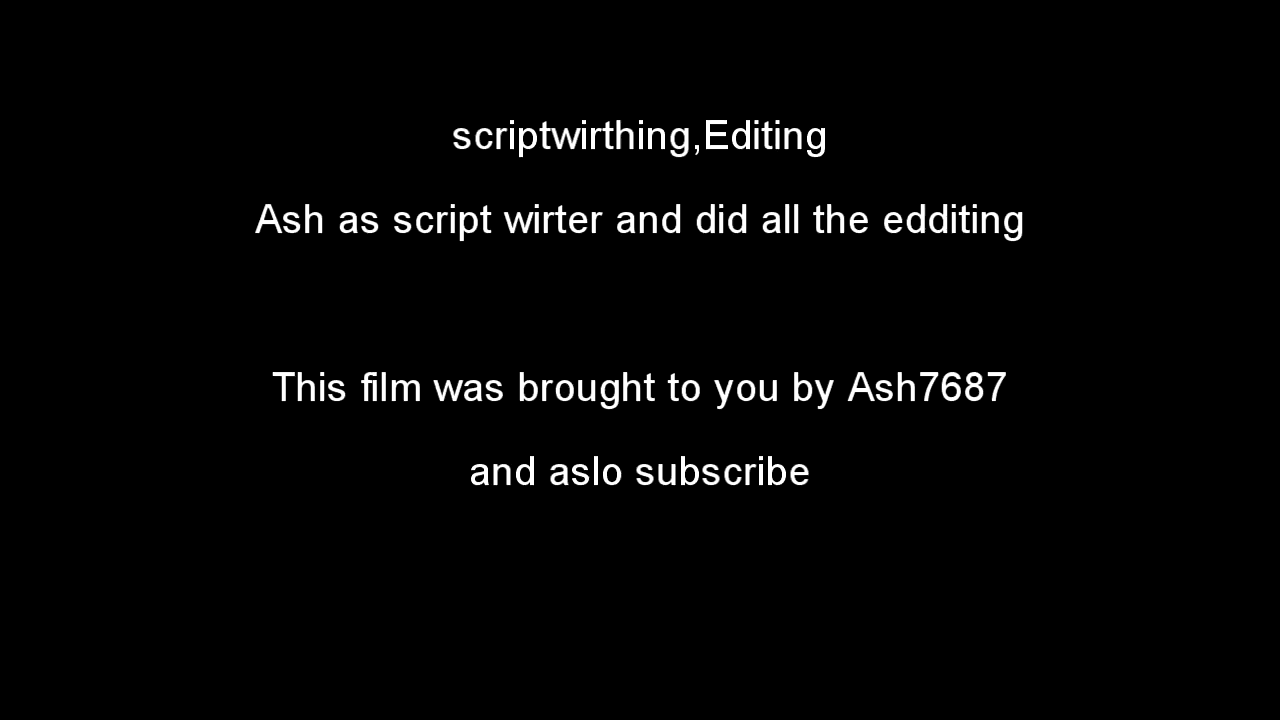 scriptwirthing,Editing
Ash as script wirter and did all the edditing
This film was brought to you by Ash7687
and aslo subscribe